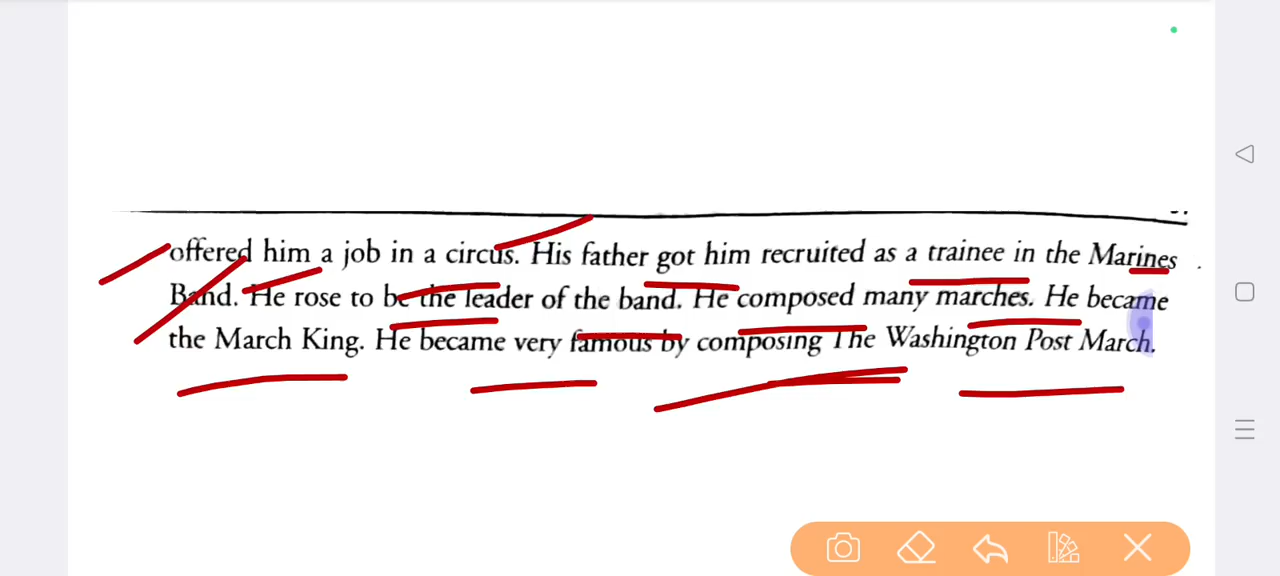 offered him a job in a circus. His father got him recruited as a trainee in the Marines
Band. He rose to be the leader of the band. He composed many marches. He became
the March King. He became very famous by composing The Washington Post March.